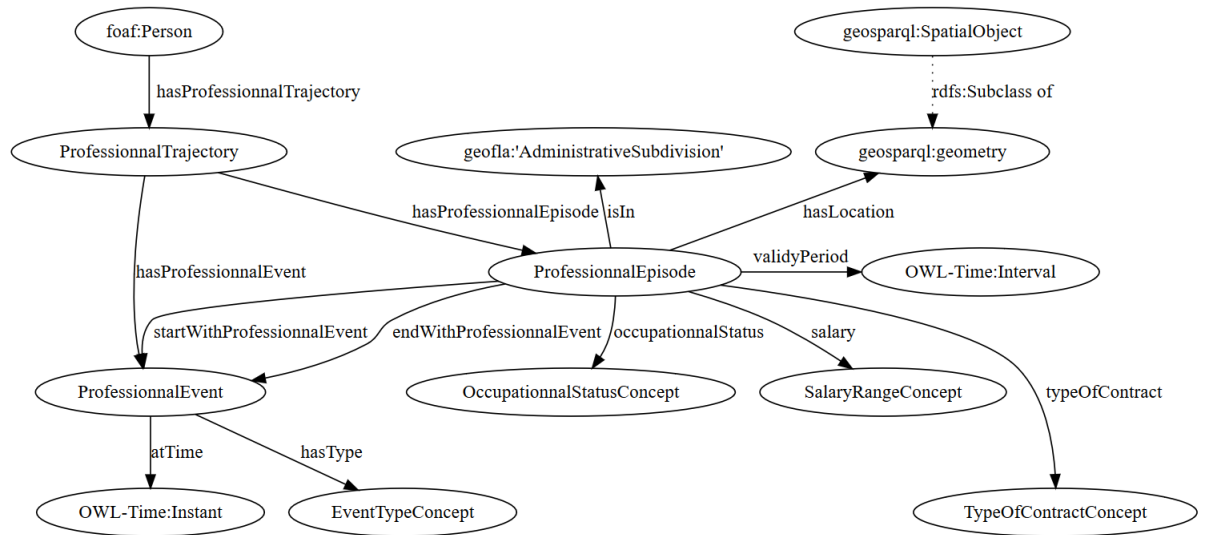 foaf:Person
geosparql:SpatialObject
hasProfessionnalTrajectory
rdfs:Subclass of
ProfessionnalTrajectory
geofla:'AdministrativeSubdivision'
geosparql:geometry
hasProfessionnalEpisode
isIn
hasLocation
hasProfessionnalEvent
ProfessionnalEpisode
validyPeriod
OWL-Time:Interval
startWithProfessionnalEvent
endWithProfessionnalEvent
occupationnalStatus
salary
typeOfContract
ProfessionnalEvent
OccupationnalStatusConcept
SalaryRangeConcept
atTime
hasType
OWL-Time:Instant
EventTypeConcept
TypeOfContractConcept